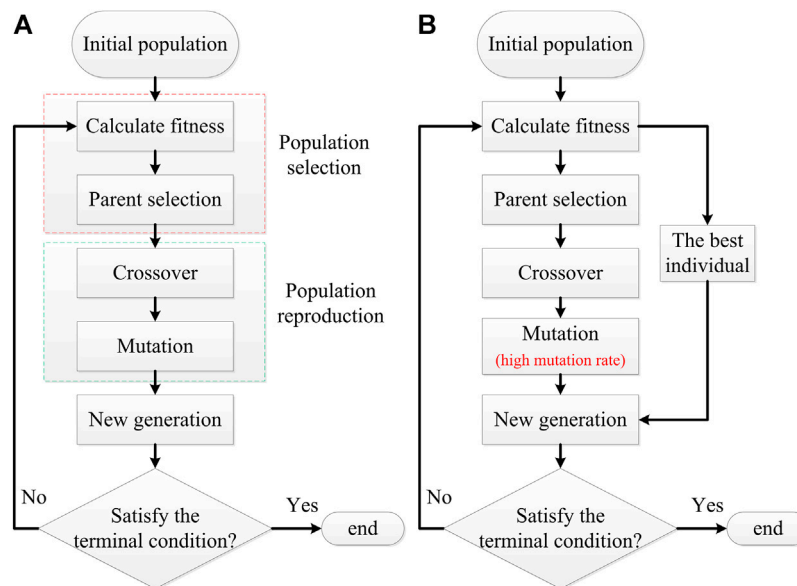 A
Initial population
Calculate fitness
Parent selection
Population
selection
Crossover
Mutation
Population
reproduction
New generation
No
Satisfy the
terminal condition?
Yes
end
B
Initial population
Calculate fitness
Parent selection
The best
individual
Crossover
Mutation
(high mutation rate)
New generation
No
Satisfy the
terminal condition?
Yes
end